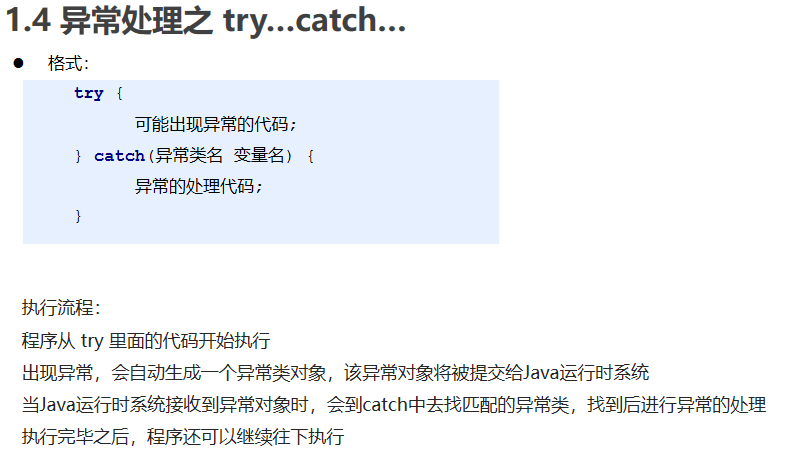 1.4 异常处理之 try…catch…
● 格式：
try {
可能出现异常的代码;
} catch(异常类名 变量名) {
异常的处理代码;
}
执行流程：
程序从 try 里面的代码开始执行
出现异常，会自动生成一个异常类对象，该异常对象将被提交给Java运行时系统
当Java运行时系统接收到异常对象时，会到catch中去找匹配的异常类，找到后进行异常的处理
执行完毕之后，程序还可以继续往下执行